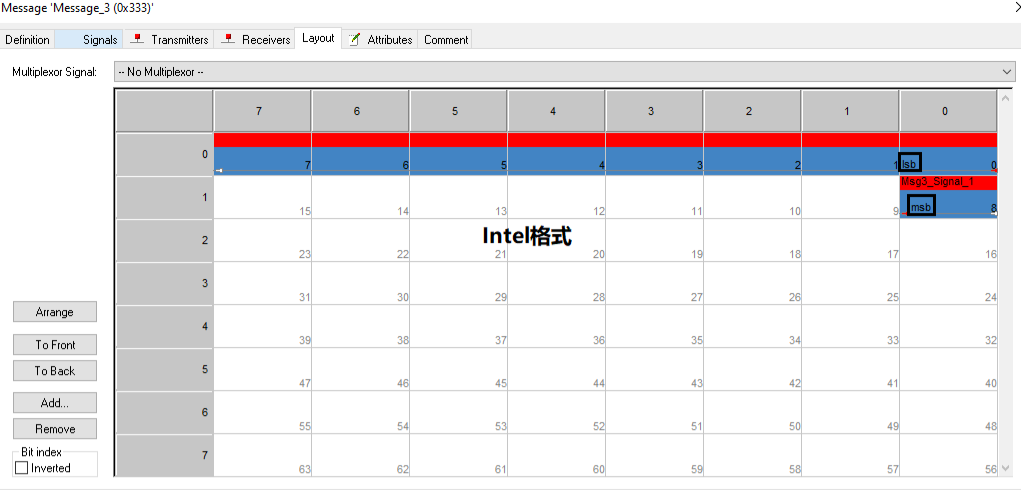 Message 'Message_3 (0x333)'
Definition Signals Transmitters Receivers Layout Attributes Comment
Multiplexor Signal: -- No Multiplexor --
7 6 5 4 3 2 1 0
0 7 6 5 4 3 2 1 lsb 0
Msg3_Signal_1
1 15 14 13 12 11 10 9 msb 8
Intel格式
2 23 22 21 20 19 18 17 16
3 31 30 29 28 27 26 25 24
Arrange
4 39 38 37 36 35 34 33 32
To Front
To Back
5 47 46 45 44 43 42 41 40
Add...
6 55 54 53 52 51 50 49 48
Remove
Bit index
7 63 62 61 60 59 58 57 56
Inverted